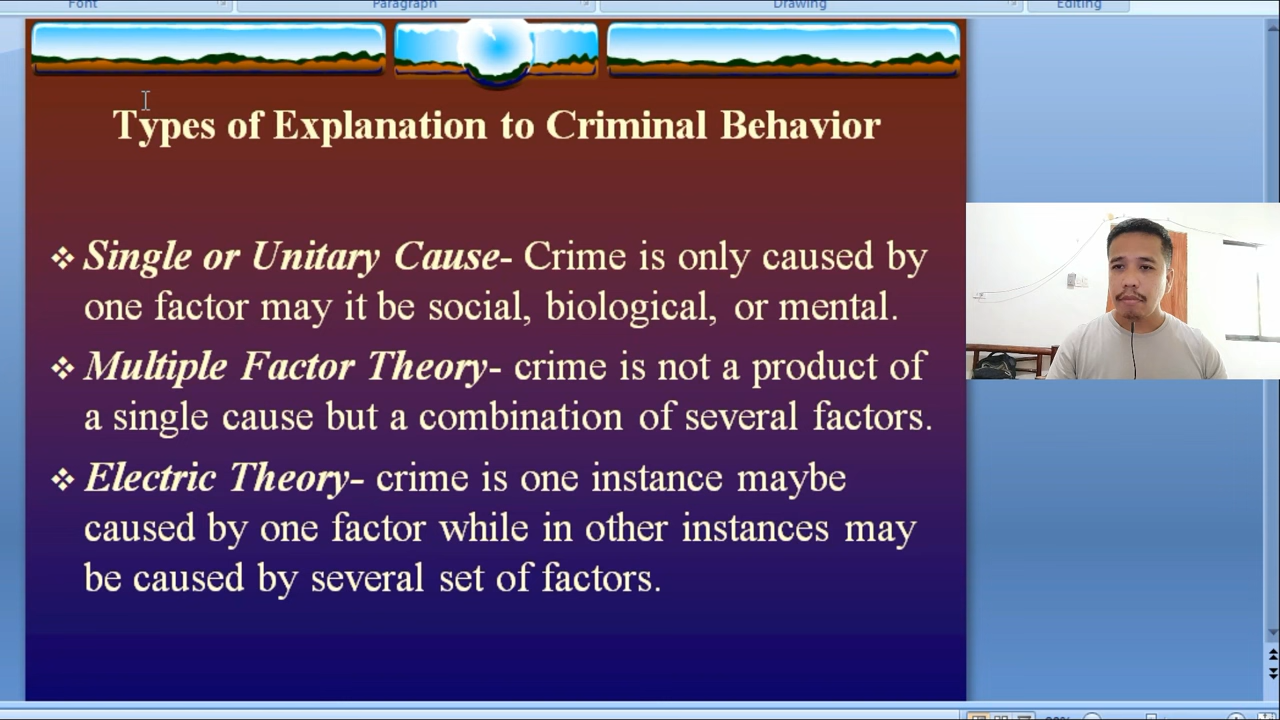 Font
Paragraph
Drawing
Editing
Types of Explanation to Criminal Behavior
❖ Single or Unitary Cause- Crime is only caused by
one factor may it be social, biological, or mental.
❖ Multiple Factor Theory- crime is not a product of
a single cause but a combination of several factors.
❖ Electric Theory- crime is one instance maybe
caused by one factor while in other instances may
be caused by several set of factors.